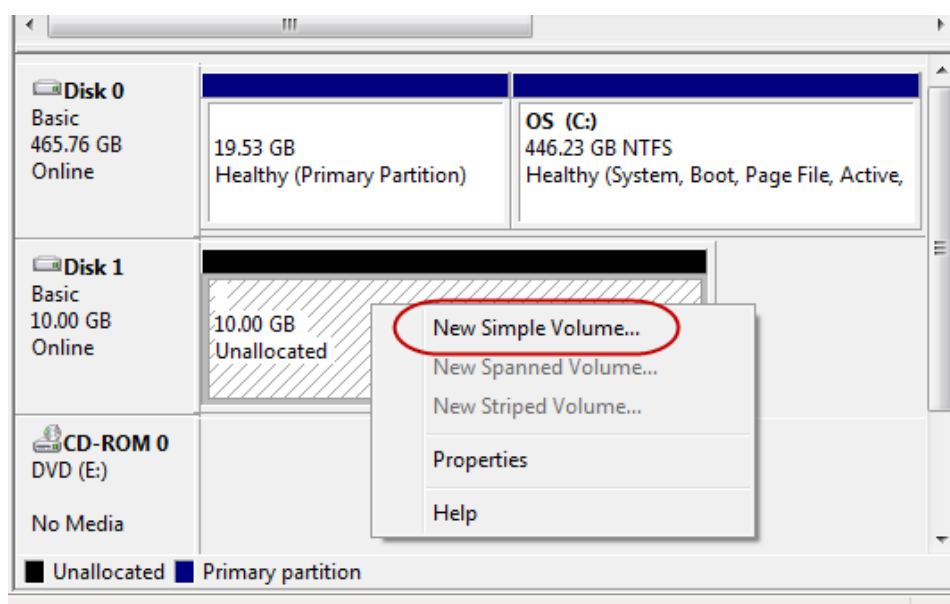 Disk 0
Basic
465.76 GB
Online
19.53 GB
Healthy (Primary Partition)
OS (C:)
446.23 GB NTFS
Healthy (System, Boot, Page File, Active,
Disk 1
Basic
10.00 GB
Online
10.00 GB
Unallocated
New Simple Volume...
New Spanned Volume...
New Striped Volume...
Properties
Help
CD-ROM 0
DVD (E:)
No Media
Unallocated Primary partition